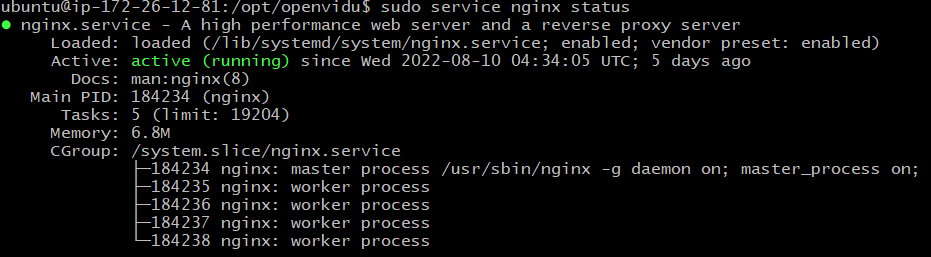 ubuntu@ip-172-26-12-81:/opt/openvidu$ sudo service nginx status
● nginx.service - A high performance web server and a reverse proxy server
Loaded: loaded (/lib/systemd/system/nginx.service; enabled; vendor preset: enabled)
Active: active (running) since Wed 2022-08-10 04:34:05 UTC; 5 days ago
Docs: man:nginx(8)
Main PID: 184234 (nginx)
Tasks: 5 (limit: 19204)
Memory: 6.8M
CGroup: /system.slice/nginx.service
├─184234 nginx: master process /usr/sbin/nginx -g daemon on; master_process on;
├─184235 nginx: worker process
├─184236 nginx: worker process
├─184237 nginx: worker process
└─184238 nginx: worker process